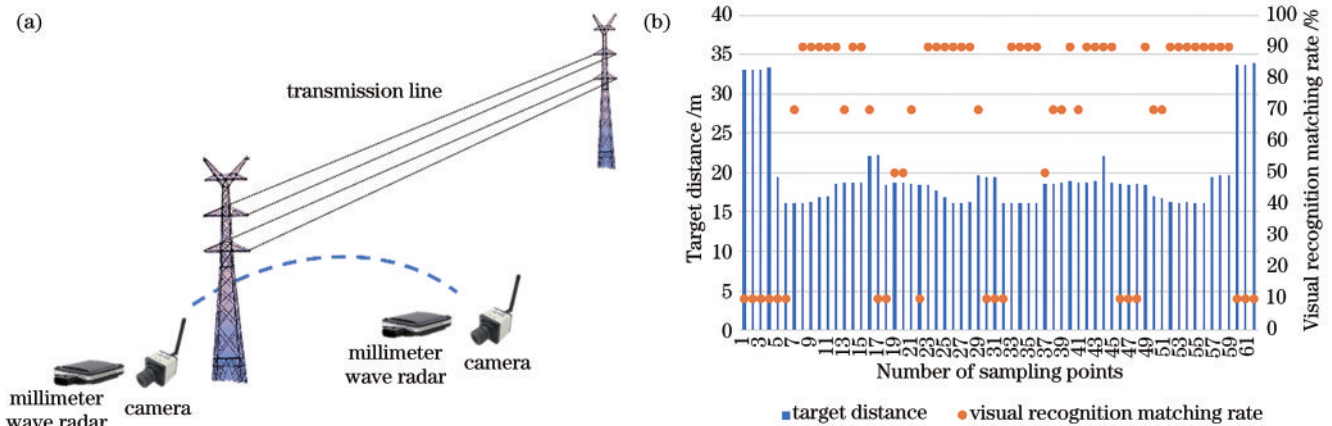 (a)
transmission line
millimeter
wave radar
camera
millimeter
wave radar
camera
(b)
Target distance /m
40
35
30
25
20
15
10
5
0
100
90
80
70
60
50
40
30
20
10
0
Visual recognition matching rate /%
1 3 5 7 9 11 13 15 17 19 21 23 25 27 29 31 33 35 37 39 41 43 45 47 49 51 53 55 57 59 61
Number of sampling points
target distance
visual recognition matching rate